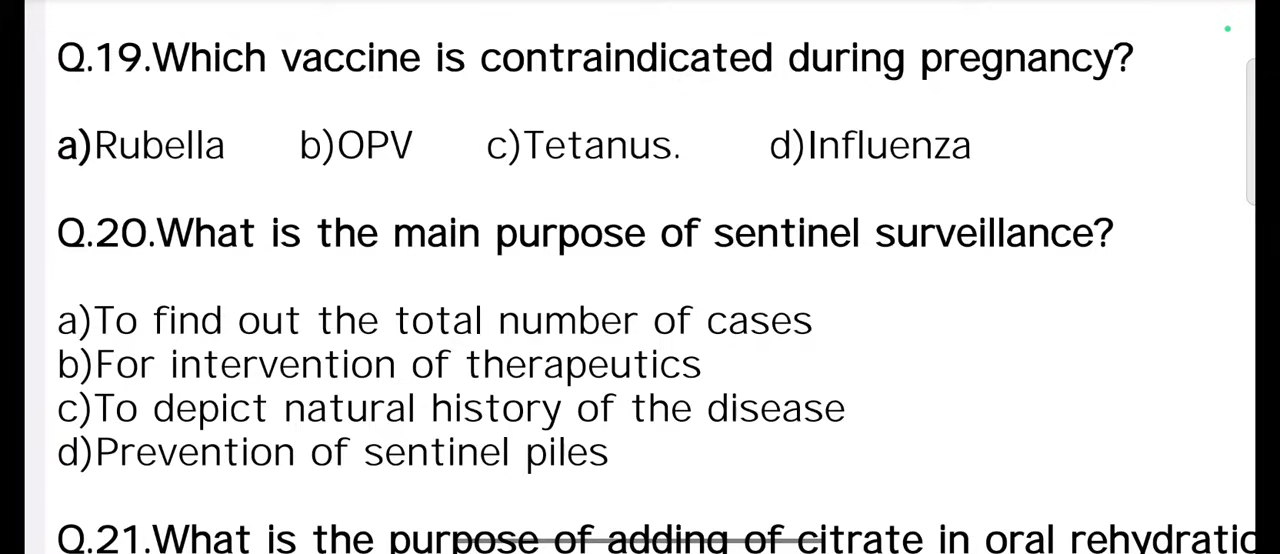 Q.19.Which vaccine is contraindicated during pregnancy?
a)Rubella b)OPV c)Tetanus. d)Influenza
Q.20.What is the main purpose of sentinel surveillance?
a)To find out the total number of cases
b)For intervention of therapeutics
c)To depict natural history of the disease
d)Prevention of sentinel piles
Q.21.What is the purpose of adding of citrate in oral